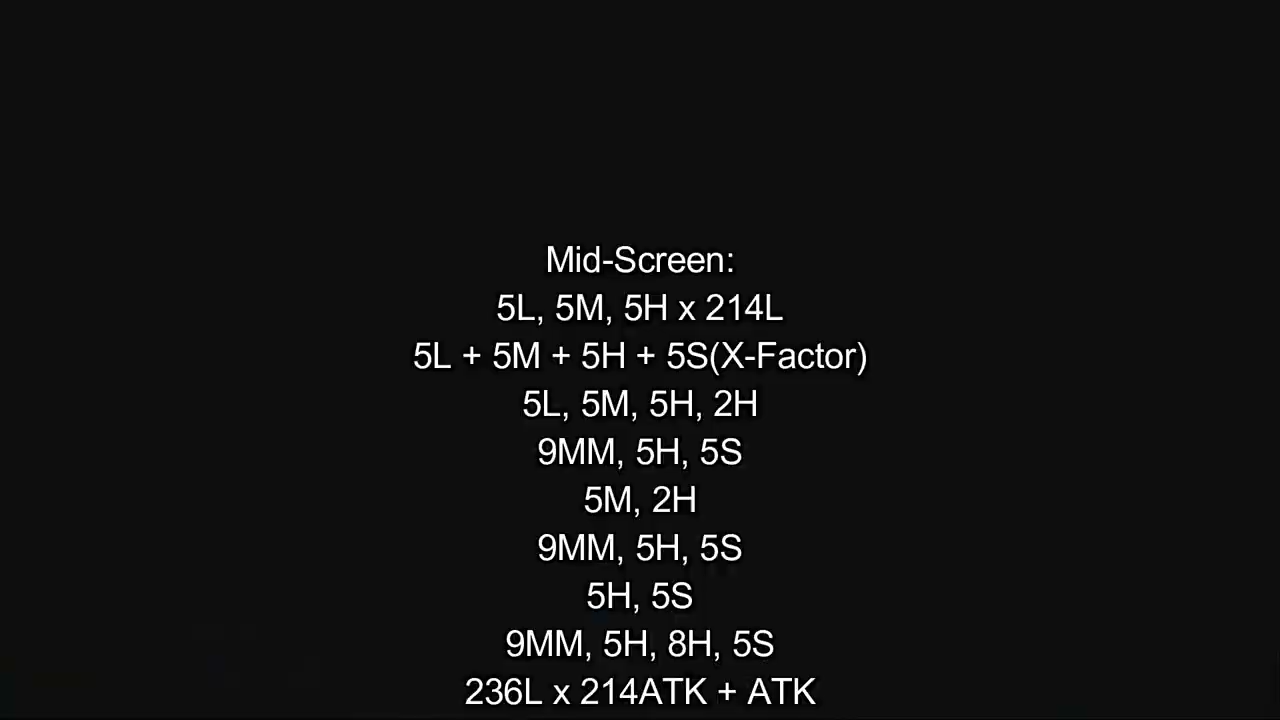 Mid-Screen:
5L, 5M, 5H x 214L
5L + 5M + 5H + 5S(X-Factor)
5L, 5M, 5H, 2H
9MM, 5H, 5S
5M, 2H
9MM, 5H, 5S
5H, 5S
9MM, 5H, 8H, 5S
236L x 214ATK + ATK